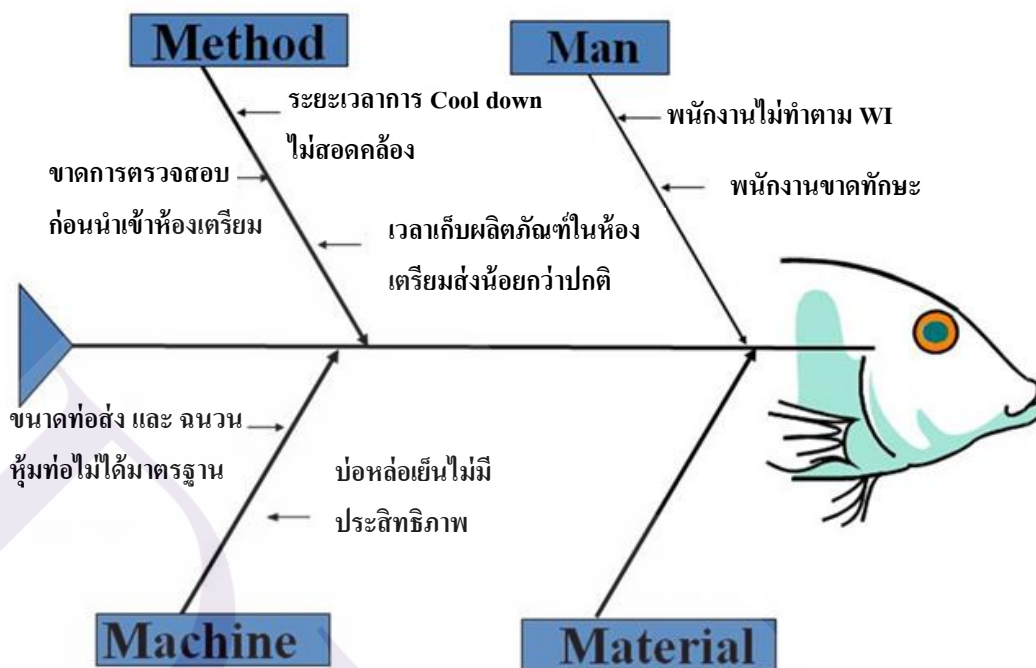 Method
Man
ระยะเวลาการ Cool down
ไม่สอดคล้อง
พนักงานไม่ทำตาม WI
ขาดการตรวจสอบ
ก่อนนำเข้าห้องเตรียม
พนักงานขาดทักษะ
เวลาเก็บผลิตภัณฑ์ในห้อง
เตรียมส่งน้อยกว่าปกติ
ขนาดท่อส่ง และ ฉนวน
หุ้มท่อไม่ได้มาตรฐาน
บ่อหล่อเย็นไม่มี
ประสิทธิภาพ
Machine
Material